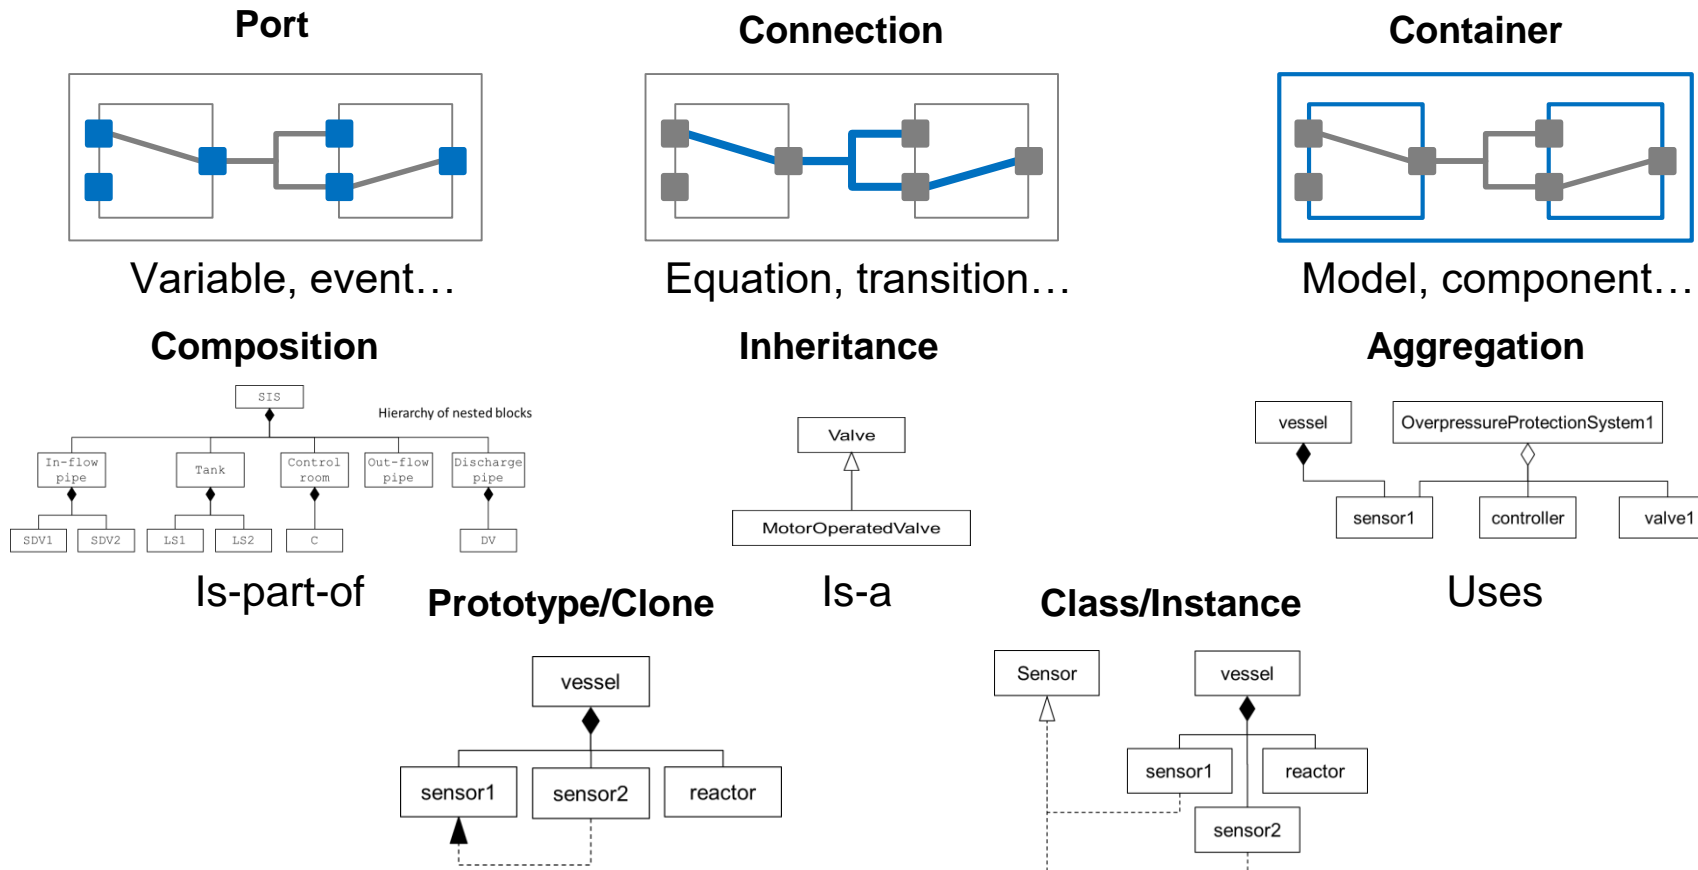 Port
Connection
Container
Variable, event…
Equation, transition…
Model, component…
Composition
Inheritance
Aggregation
SIS
Hierarchy of nested blocks
In-flow
pipe
Tank
Control
room
Out-flow
pipe
Discharge
pipe
SDV1
SDV2
LS1
LS2
C
DV
Valve
MotorOperatedValve
vessel
OverpressureProtectionSystem1
sensor1
controller
valve1
Is-part-of
Is-a
Uses
Prototype/Clone
Class/Instance
vessel
sensor1
sensor2
reactor
Sensor
vessel
sensor1
reactor
sensor2